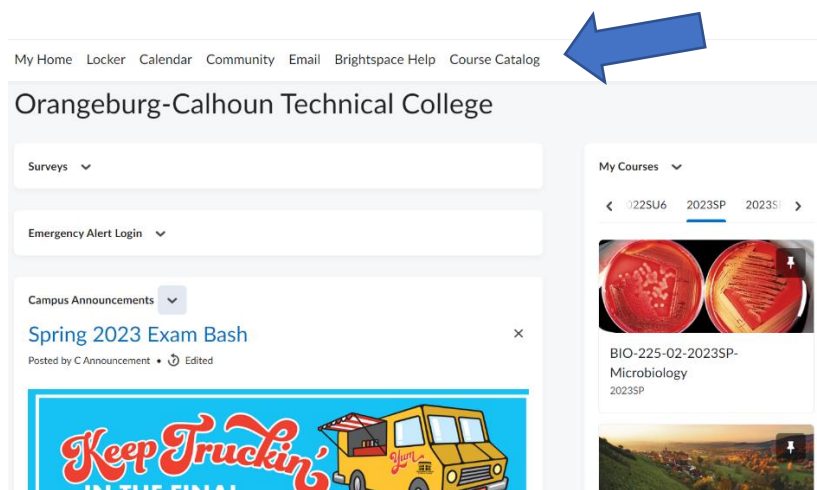 My Home Locker Calendar Community Email Brightspace Help Course Catalog
Orangeburg-Calhoun Technical College
Surveys
Emergency Alert Login
Campus Announcements
Spring 2023 Exam Bash
Posted by C Announcement • Edited
Keep Truckin'
IN THE FINAL
Yum
My Courses
022SU6 2023SP 2023S
BIO-225-02-2023SP-
Microbiology
2023SP